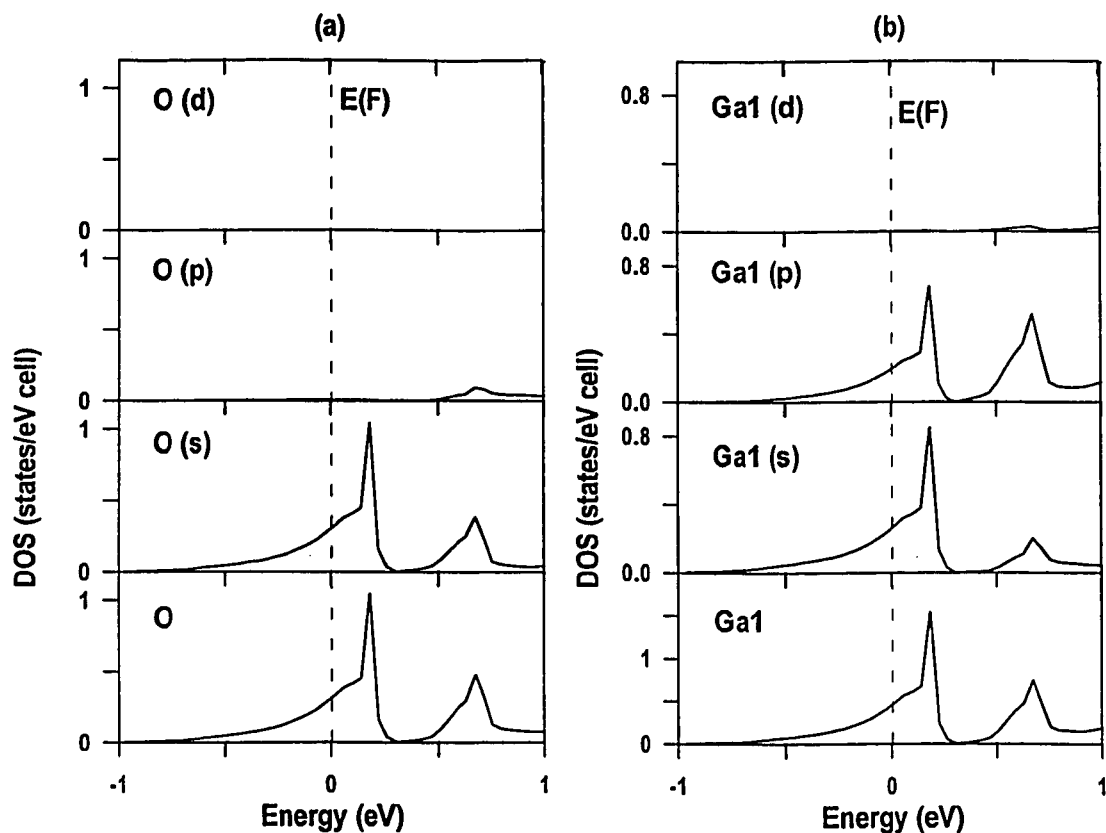 (a)
DOS (states/eV cell)
1
0
O (d)
E(F)
1
0
O (p)
1
0
O (s)
1
0
O
-1
0
1
Energy (eV)
(b)
DOS (states/eV cell)
0.8
0.0
Ga1 (d)
E(F)
0.8
0.0
Ga1 (p)
0.8
0.0
Ga1 (s)
1
0
Ga1
-1
0
1
Energy (eV)